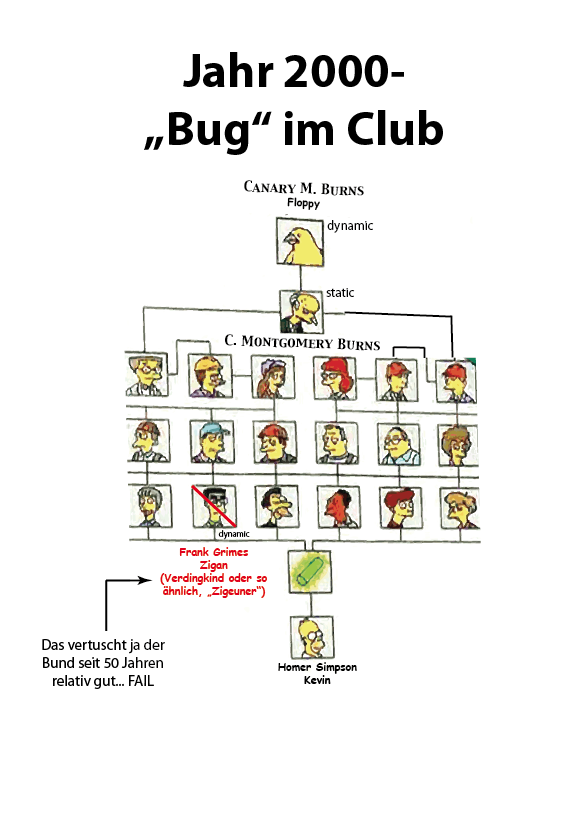 Jahr 2000-
„Bug“ im Club
CANARY M. BURNS
Floppy
dynamic
static
C. MONTGOMERY BURNS
dynamic
Frank Grimes
Zigan
(Verdingkind oder so
ähnlich, „Zigeuner“)
Das vertuscht ja der
Bund seit 50 Jahren
relativ gut... FAIL
Homer Simpson
Kevin